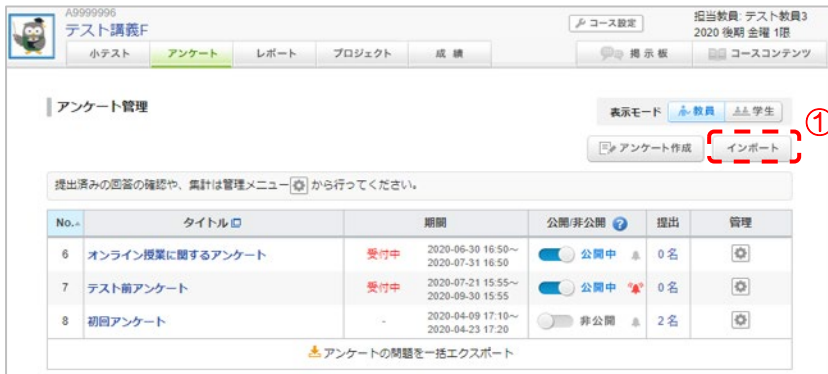 A9999996
テスト講義F
コース設定
担当教員: テスト教員3
2020 後期 金曜 1限
小テスト アンケート レポート プロジェクト 成績 掲示板 コースコンテンツ
アンケート管理
表示モード 教員 学生
①
アンケート作成 インポート
提出済みの回答の確認や、集計は管理メニュー から行ってください。
No. タイトル 期間 公開/非公開 ? 提出 管理
6 オンライン授業に関するアンケート 受付中 2020-06-30 16:50～
2020-07-31 16:50 公開中 0名
7 テスト前アンケート 受付中 2020-07-21 15:55～
2020-09-30 15:55 公開中 0名
8 初回アンケート - 2020-04-09 17:10～
2020-04-23 17:20 非公開 2名
アンケートの問題を一括エクスポート